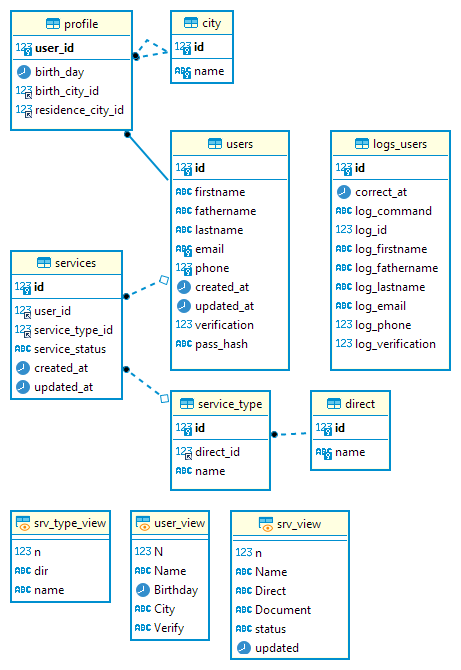 profile
123 user_id
birth_day
123 birth_city_id
123 residence_city_id
city
123 id
ABC name
users
123 id
ABC firstname
ABC fathername
ABC lastname
ABC email
123 phone
created_at
updated_at
123 verification
ABC pass_hash
logs_users
123 id
correct_at
ABC log_command
123 log_id
ABC log_firstname
ABC log_fathername
ABC log_lastname
ABC log_email
123 log_phone
123 log_verification
services
123 id
123 user_id
123 service_type_id
ABC service_status
created_at
updated_at
service_type
123 id
123 direct_id
ABC name
direct
123 id
ABC name
srv_type_view
123 n
ABC dir
ABC name
user_view
123 N
ABC Name
Birthday
ABC City
ABC Verify
srv_view
123 n
ABC Name
ABC Direct
ABC Document
ABC status
updated